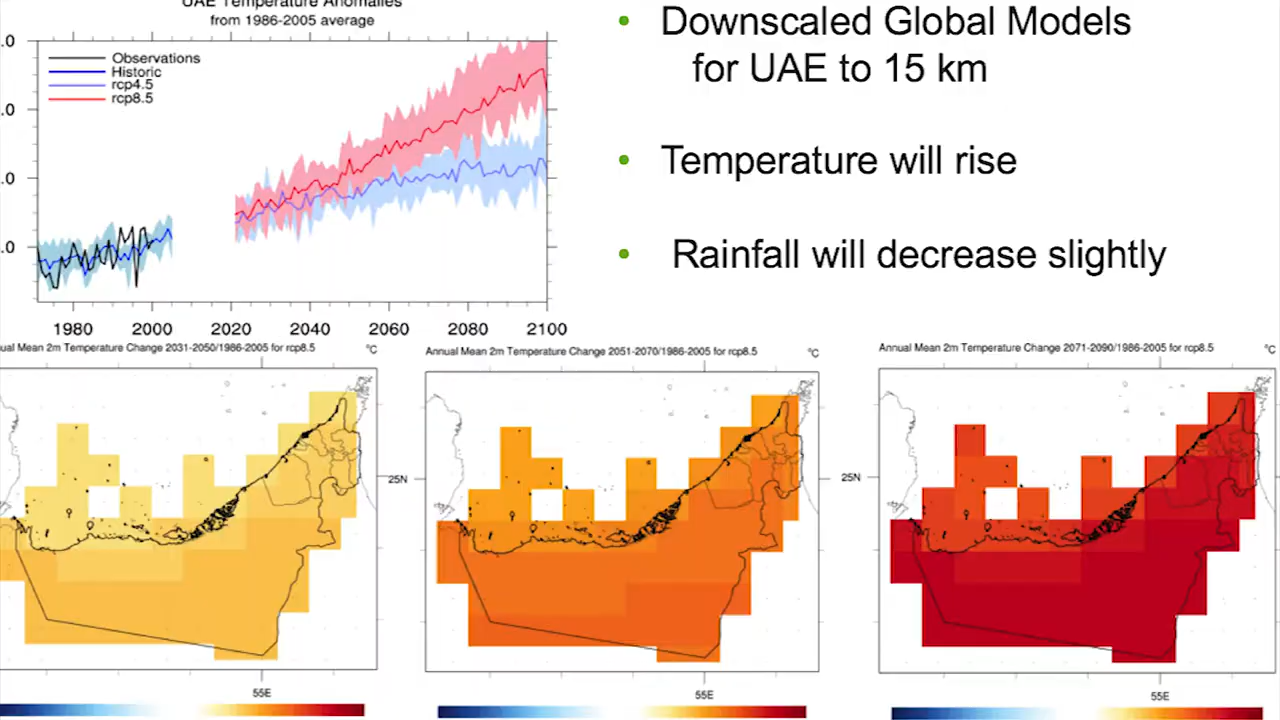 UAE Temperature Anomalies
from 1986-2005 average
.0
.0
.0
.0
Observations
Historic
rcp4.5
rcp8.5
1980 2000 2020 2040 2060 2080 2100
• Downscaled Global Models
for UAE to 15 km
• Temperature will rise
• Rainfall will decrease slightly
ual Mean 2m Temperature Change 2031-2050/1986-2005 for rcp8.5 °C
55E
Annual Mean 2m Temperature Change 2051-2070/1986-2005 for rcp8.5 °C
25N
55E
Annual Mean 2m Temperature Change 2071-2090/1986-2005 for rcp8.5 °C
25N
55E